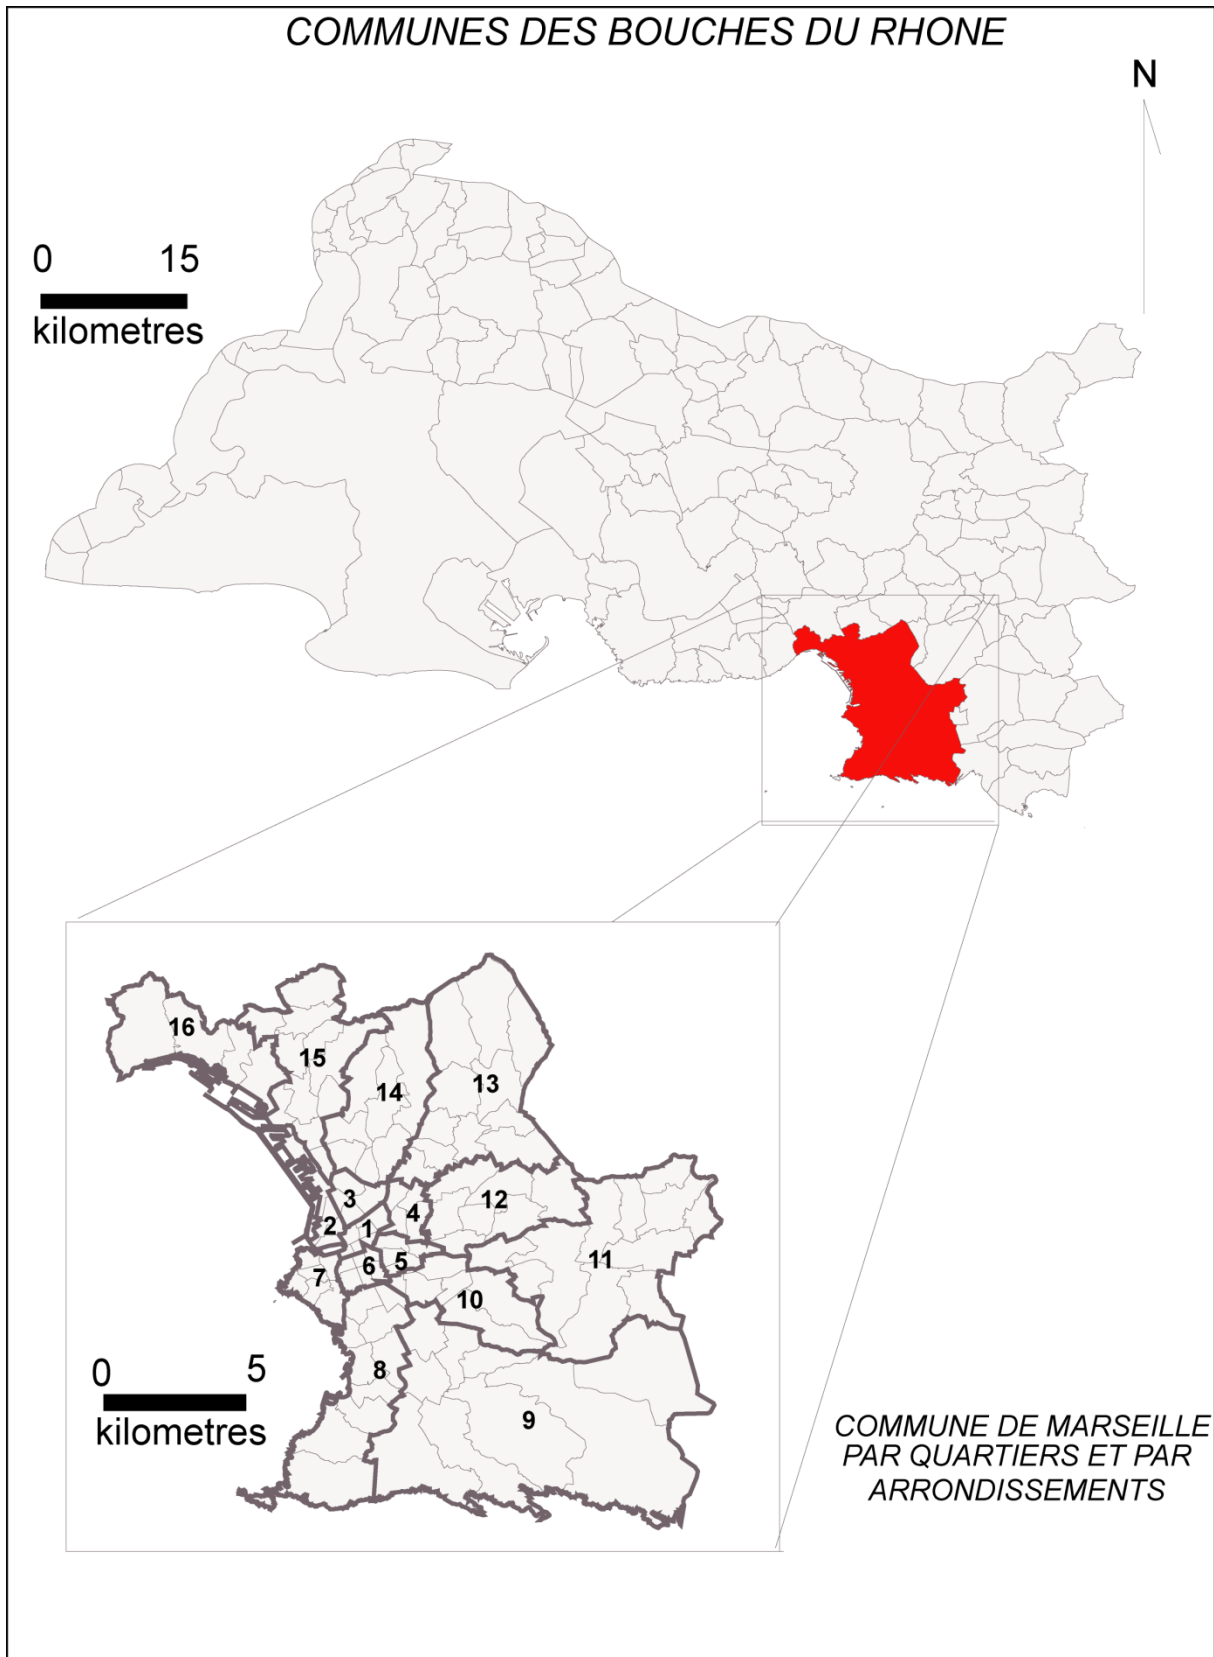 COMMUNES DES BOUCHES DU RHONE
N
0 15
kilometres
16
15
14
13
3
4
12
2
1
11
7
6
5
10
8
9
0 5
kilometres
COMMUNE DE MARSEILLE
PAR QUARTIERS ET PAR
ARRONDISSEMENTS